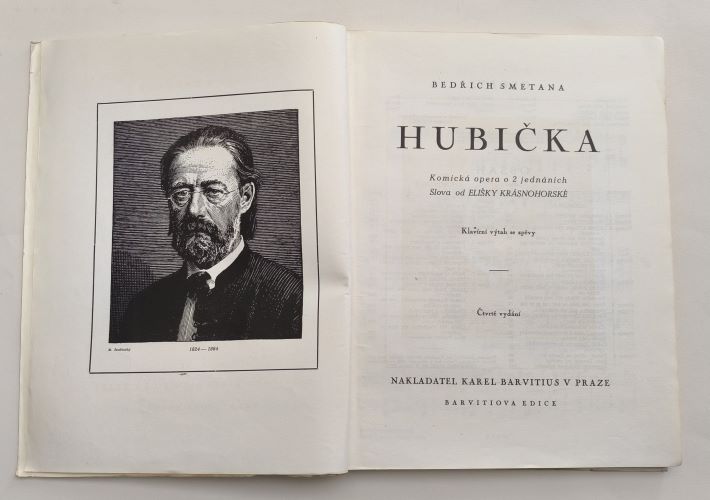 1824—1884
BEDŘICH SMETANA
HUBIČKA
Komická opera o 2 jednáních
Slova od ELIŠKY KRÁSNOHORSKÉ
Klavírní výtah se zpěvy
Čtvrté vydání
NAKLADATEL KAREL BARVITIUS V PRAZE
BARVITIOVA EDICE